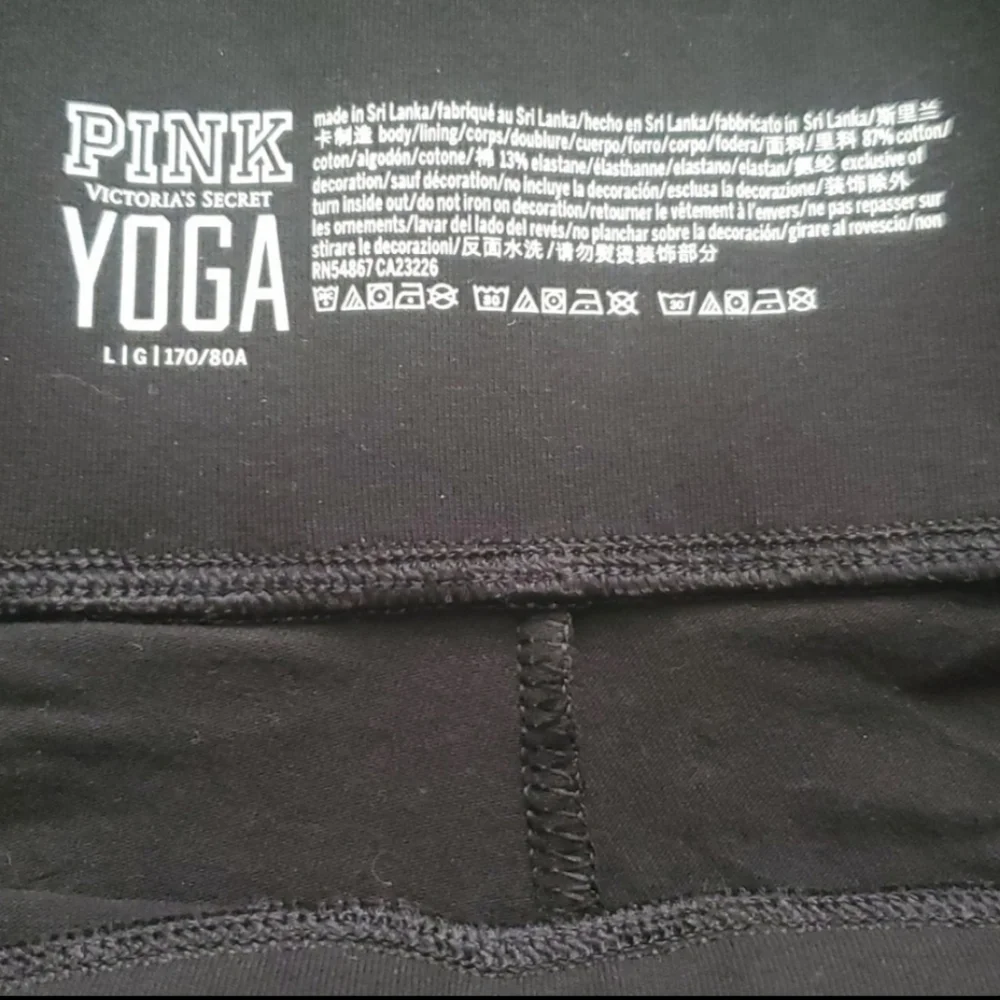 PINK
VICTORIA'S SECRET
YOGA
L | G | 170/80A
made in Sri Lanka/fabriqué au Sri Lanka/hecho en Sri Lanka/fabbricato in Sri Lanka/斯里兰
卡制造 body/lining/corps/doublure/cuerpo/forro/corpo/fodera/面料/里料 87% cotton/
coton/algodón/cotone/棉 13% elastane/élasthanne/elastano/elastan/氨纶 exclusive of
decoration/sauf décoration/no incluye la decoración/esclusa la decorazione/装饰除外
turn inside out/do not iron on decoration/retourner le vêtement à l'envers/ne pas repasser sur
les ornements/lavar del lado del revés/no planchar sobre la decoración/girare al rovescio/non
stirare le decorazioni/反面水洗/请勿熨烫装饰部分
RN54867 CA23226
30
30